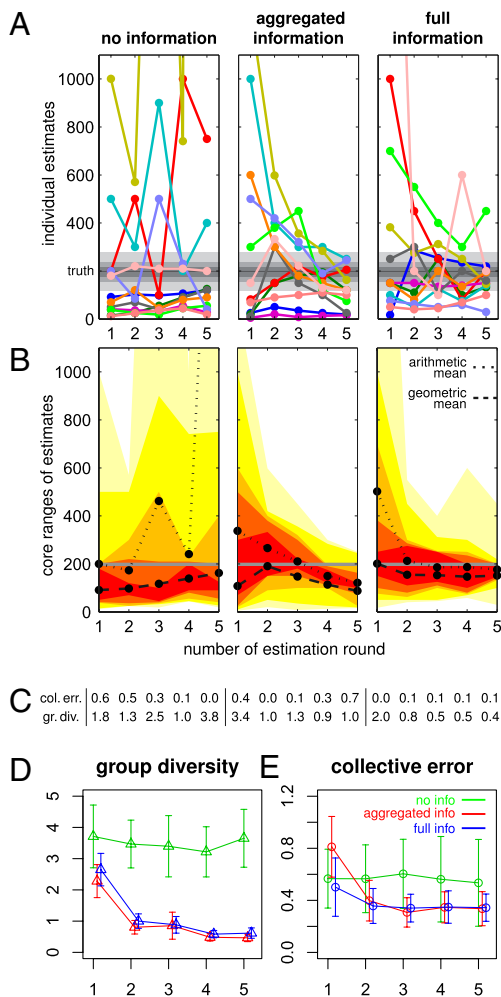 A
no information
aggregated information
full information
individual estimates
1000
800
600
400
truth
0
1 2 3 4 5
1 2 3 4 5
1 2 3 4 5
B
core ranges of estimates
1000
800
600
400
200
0
arithmetic mean
geometric mean
1 2 3 4 5
1 2 3 4 5
1 2 3 4 5
number of estimation round
C
col. err. 0.6 0.5 0.3 0.1 0.0 0.4 0.0 0.1 0.3 0.7 0.0 0.1 0.1 0.1 0.1
gr. div. 1.8 1.3 2.5 1.0 3.8 3.4 1.0 1.3 0.9 1.0 2.0 0.8 0.5 0.5 0.4
D
group diversity
5
4
3
2
1
0
1 2 3 4 5
E
collective error
no info
aggregated info
full info
1.2
0.8
0.4
0.0
1 2 3 4 5